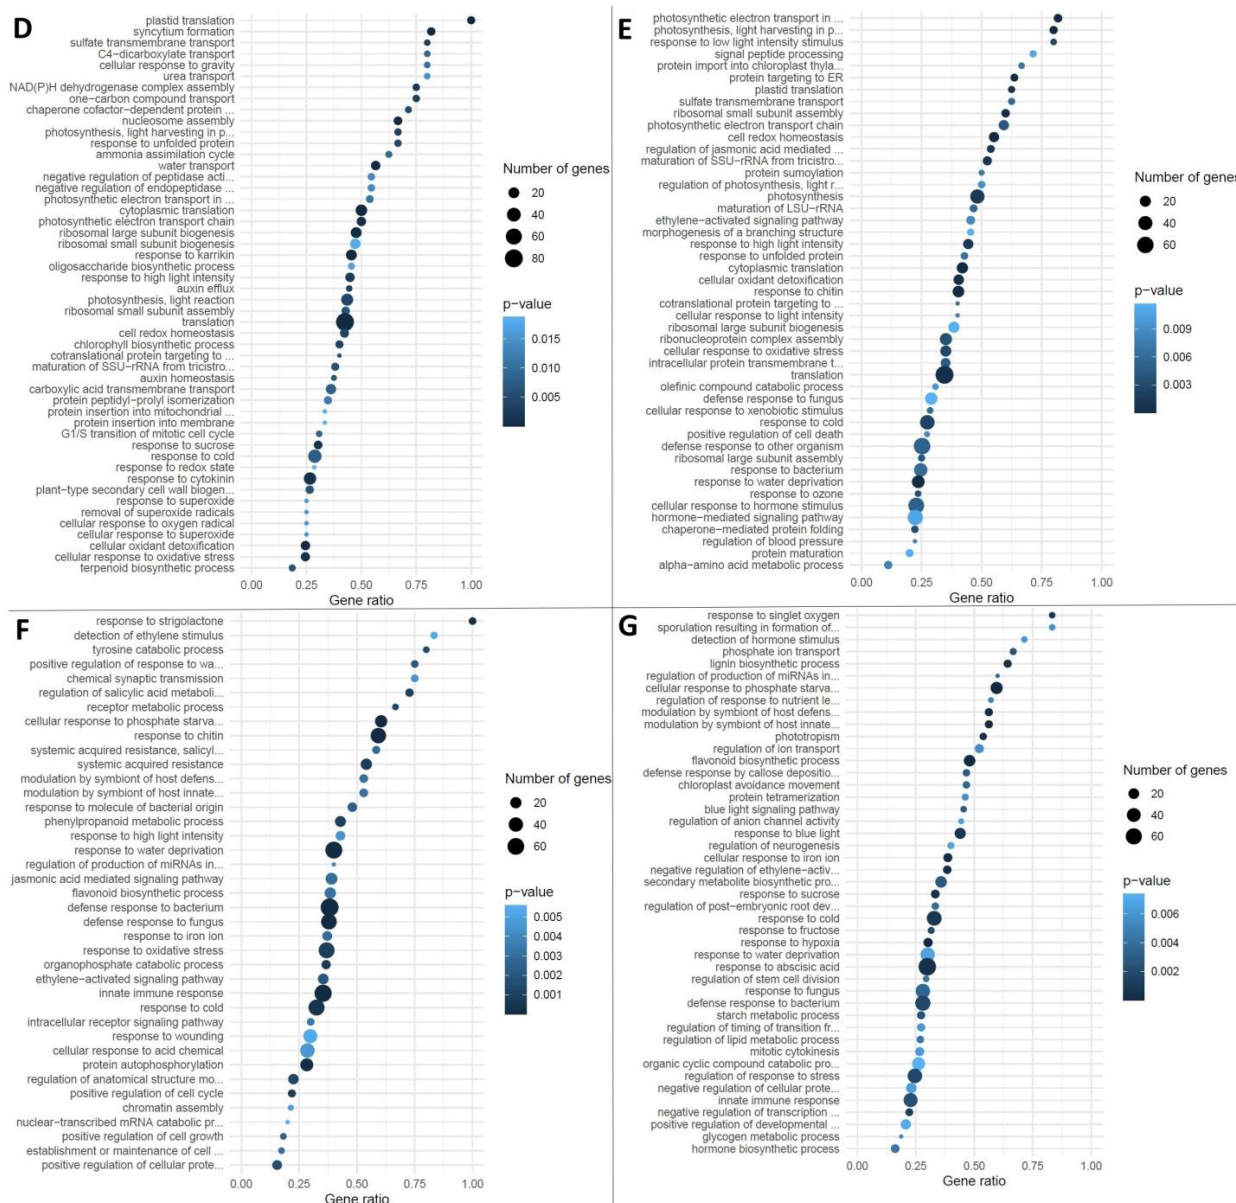 D
plastid translation
syncytium formation
sulfate transmembrane transport
C4−dicarboxylate transport
cellular response to gravity
urea transport
NAD(P)H dehydrogenase complex assembly
one−carbon compound transport
chaperone cofactor−dependent protein ...
nucleosome assembly
photosynthesis, light harvesting in p...
response to unfolded protein
ammonia assimilation cycle
water transport
negative regulation of peptidase acti...
negative regulation of endopeptidase ...
photosynthetic electron transport in ...
cytoplasmic translation
photosynthetic electron transport chain
ribosomal large subunit biogenesis
ribosomal small subunit biogenesis
response to karrikin
oligosaccharide biosynthetic process
response to high light intensity
auxin efflux
photosynthesis, light reaction
ribosomal small subunit assembly
translation
cell redox homeostasis
chlorophyll biosynthetic process
cotranslational protein targeting to ...
maturation of SSU−rRNA from tricistro...
auxin homeostasis
carboxylic acid transmembrane transport
protein peptidyl−prolyl isomerization
protein insertion into mitochondrial ...
protein insertion into membrane
G1/S transition of mitotic cell cycle
response to sucrose
response to cold
response to redox state
response to cytokinin
plant−type secondary cell wall biogen...
response to superoxide
removal of superoxide radicals
cellular response to oxygen radical
cellular response to superoxide
cellular oxidant detoxification
cellular response to oxidative stress
terpenoid biosynthetic process
0.00 0.25 0.50 0.75 1.00
Gene ratio
Number of genes
20
40
60
80
p−value
0.015
0.010
0.005
E
photosynthetic electron transport in ...
photosynthesis, light harvesting in p...
response to low light intensity stimulus
signal peptide processing
protein import into chloroplast thyla...
protein targeting to ER
plastid translation
sulfate transmembrane transport
ribosomal small subunit assembly
photosynthetic electron transport chain
cell redox homeostasis
regulation of jasmonic acid mediated ...
maturation of SSU−rRNA from tricistro...
protein sumoylation
regulation of photosynthesis, light r...
photosynthesis
maturation of LSU−rRNA
ethylene−activated signaling pathway
morphogenesis of a branching structure
response to high light intensity
response to unfolded protein
cytoplasmic translation
cellular oxidant detoxification
response to chitin
cotranslational protein targeting to ...
cellular response to light intensity
ribosomal large subunit biogenesis
ribonucleoprotein complex assembly
cellular response to oxidative stress
intracellular protein transmembrane t...
translation
olefinic compound catabolic process
defense response to fungus
cellular response to xenobiotic stimulus
response to cold
positive regulation of cell death
defense response to other organism
ribosomal large subunit assembly
response to bacterium
response to water deprivation
response to ozone
cellular response to hormone stimulus
hormone−mediated signaling pathway
chaperone−mediated protein folding
regulation of blood pressure
protein maturation
alpha−amino acid metabolic process
0.00 0.25 0.50 0.75 1.00
Gene ratio
Number of genes
20
40
60
p−value
0.009
0.006
0.003
F
response to strigolactone
detection of ethylene stimulus
tyrosine catabolic process
positive regulation of response to wa...
chemical synaptic transmission
regulation of salicylic acid metaboli...
receptor metabolic process
cellular response to phosphate starva...
response to chitin
systemic acquired resistance, salicyl...
systemic acquired resistance
modulation by symbiont of host defens...
modulation by symbiont of host innate...
response to molecule of bacterial origin
phenylpropanoid metabolic process
response to high light intensity
response to water deprivation
regulation of production of miRNAs in...
jasmonic acid mediated signaling pathway
flavonoid biosynthetic process
defense response to bacterium
defense response to fungus
response to iron ion
response to oxidative stress
organophosphate catabolic process
ethylene−activated signaling pathway
innate immune response
response to cold
intracellular receptor signaling pathway
response to wounding
cellular response to acid chemical
protein autophosphorylation
regulation of anatomical structure mo...
positive regulation of cell cycle
chromatin assembly
nuclear−transcribed mRNA catabolic pr...
positive regulation of cell growth
establishment or maintenance of cell ...
positive regulation of cellular prote...
0.00 0.25 0.50 0.75 1.00
Gene ratio
Number of genes
20
40
60
p−value
0.005
0.004
0.003
0.002
0.001
G
response to singlet oxygen
sporulation resulting in formation of...
detection of hormone stimulus
phosphate ion transport
lignin biosynthetic process
regulation of production of miRNAs in...
cellular response to phosphate starva...
regulation of response to nutrient le...
modulation by symbiont of host defens...
modulation by symbiont of host innate...
phototropism
regulation of ion transport
flavonoid biosynthetic process
defense response by callose depositio...
chloroplast avoidance movement
protein tetramerization
blue light signaling pathway
regulation of anion channel activity
response to blue light
regulation of neurogenesis
cellular response to iron ion
negative regulation of ethylene−activ...
secondary metabolite biosynthetic pro...
response to sucrose
regulation of post−embryonic root dev...
response to cold
response to fructose
response to hypoxia
response to water deprivation
response to abscisic acid
regulation of stem cell division
response to fungus
defense response to bacterium
starch metabolic process
regulation of timing of transition fr...
regulation of lipid metabolic process
mitotic cytokinesis
organic cyclic compound catabolic pro...
regulation of response to stress
negative regulation of cellular prote...
innate immune response
negative regulation of transcription ...
positive regulation of developmental ...
glycogen metabolic process
hormone biosynthetic process
0.00 0.25 0.50 0.75 1.00
Gene ratio
Number of genes
20
40
60
p−value
0.006
0.004
0.002